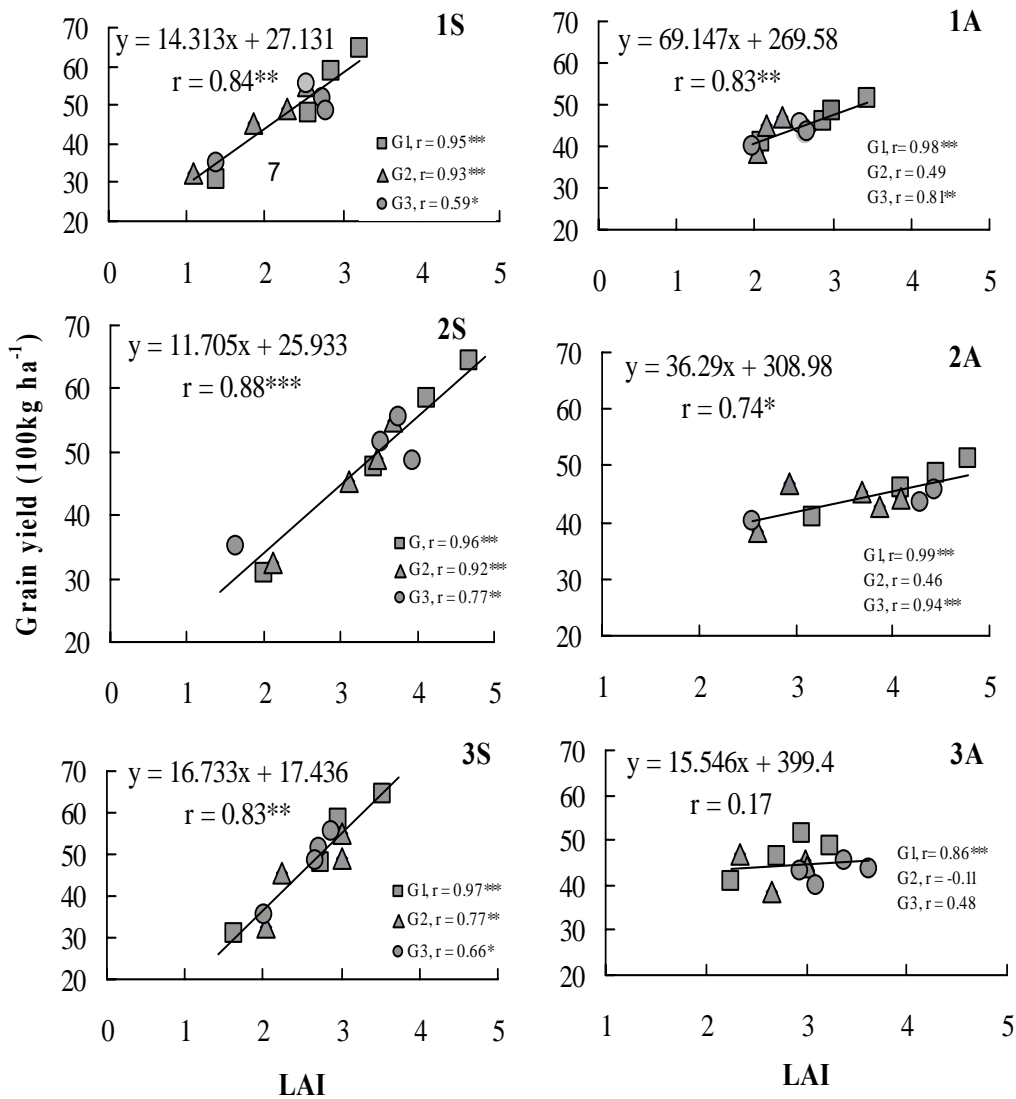 1S
y = 14.313x + 27.131
r = 0.84**
7
G1, r = 0.95***
G2, r= 0.93***
G3, r = 0.59*
70
60
50
40
30
20
0 1 2 3 4 5
1A
y = 69.147x + 269.58
r = 0.83**
G1, r = 0.98***
G2, r = 0.49
G3, r = 0.81**
70
60
50
40
30
20
0 1 2 3 4 5
Grain yield (100kg ha-1)
2S
y = 11.705x + 25.933
r = 0.88***
G, r = 0.96***
G2, r = 0.92***
G3, r = 0.77**
70
60
50
40
30
20
0 1 2 3 4 5
2A
y = 36.29x + 308.98
r = 0.74*
G1, r = 0.99***
G2, r = 0.46
G3, r = 0.94***
70
60
50
40
30
20
1 2 3 4 5
3S
y = 16.733x + 17.436
r = 0.83**
G1, r = 0.97***
G2, r = 0.77**
G3, r = 0.66*
70
60
50
40
30
20
0 1 2 3 4 5
LAI
3A
y = 15.546x + 399.4
r = 0.17
G1, r= 0.86***
G2, r = -0.11
G3, r = 0.48
70
60
50
40
30
20
1 2 3 4 5
LAI